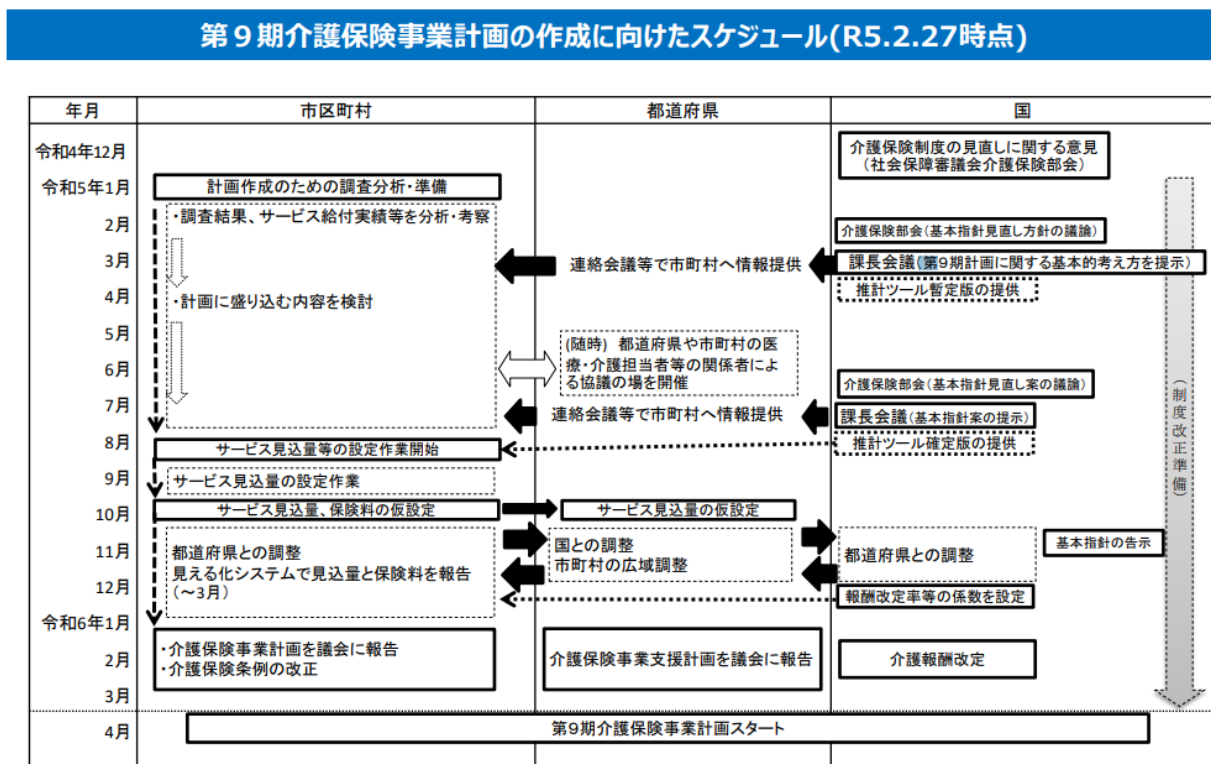 第９期介護保険事業計画の作成に向けたスケジュール(R5.2.27時点)
年月
市区町村
都道府県
国
令和4年12月
介護保険制度の見直しに関する意見
（社会保障審議会介護保険部会）
令和5年1月
計画作成のための調査分析・準備
2月
・調査結果、サービス給付実績等を分析・考察
介護保険部会（基本指針見直し方針の議論）
3月
連絡会議等で市町村へ情報提供
課長会議（第9期計画に関する基本的考え方を提示）
4月
・計画に盛り込む内容を検討
推計ツール暫定版の提供
5月
(随時) 都道府県や市町村の医
療・介護担当者等の関係者によ
る協議の場を開催
6月
介護保険部会（基本指針見直し案の議論）
7月
連絡会議等で市町村へ情報提供
課長会議（基本指針案の提示）
8月
サービス見込量等の設定作業開始
推計ツール確定版の提供
9月
サービス見込量の設定作業
10月
サービス見込量、保険料の仮設定
サービス見込量の仮設定
11月
都道府県との調整
見える化システムで見込量と保険料を報告
（～3月）
国との調整
市町村の広域調整
都道府県との調整
基本指針の告示
12月
報酬改定率等の係数を設定
令和6年1月
・介護保険事業計画を議会に報告
・介護保険条例の改正
2月
介護保険事業支援計画を議会に報告
介護報酬改定
3月
（制度改正準備）
4月
第9期介護保険事業計画スタート